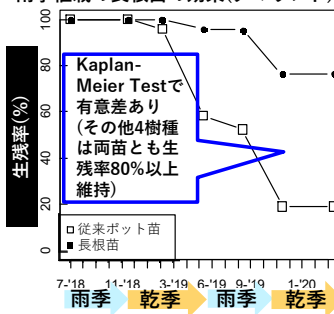 100
80
60
40
20
0
生残率(%)
Kaplan-
Meier Testで
有意差あり
(その他4樹種
は両苗とも生
残率80%以上
維持)
従来ポット苗
長根苗
7-'18 11-'18 3-'19 6-'19 9-'19 1-'20
雨季 乾季 雨季 乾季